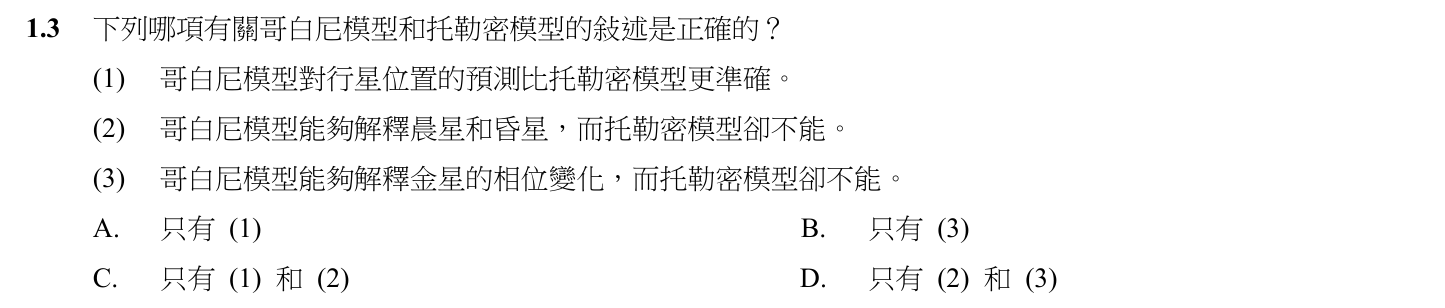 1.3 下列哪項有關哥白尼模型和托勒密模型的敍述是正確的？
(1) 哥白尼模型對行星位置的預測比托勒密模型更準確。
(2) 哥白尼模型能夠解釋晨星和昏星，而托勒密模型卻不能。
(3) 哥白尼模型能夠解釋金星的相位變化，而托勒密模型卻不能。
A. 只有 (1) B. 只有 (3)
C. 只有 (1) 和 (2) D. 只有 (2) 和 (3)